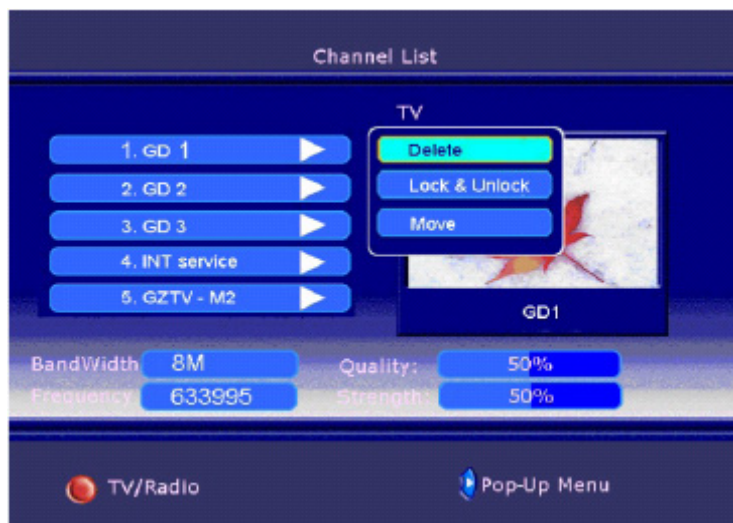 Channel List
TV
1. GD 1
2. GD 2
3. GD 3
4. INT service
5. GZTV - M2
Delete
Lock & Unlock
Move
GD1
BandWidth 8M
Quality: 50%
Frequency 633995
Strength: 50%
TV/Radio
Pop-Up Menu